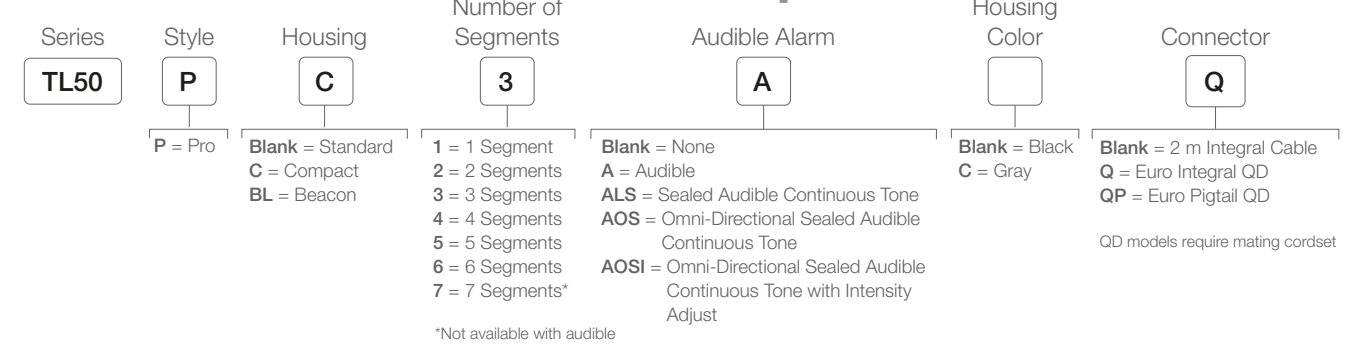 Series
TL50
Style
P
P = Pro
Housing
C
Blank = Standard
C = Compact
BL = Beacon
Number of
Segments
3
1 = 1 Segment
2 = 2 Segments
3 = 3 Segments
4 = 4 Segments
5 = 5 Segments
6 = 6 Segments
7 = 7 Segments*
*Not available with audible
Audible Alarm
A
Blank = None
A = Audible
ALS = Sealed Audible Continuous Tone
AOS = Omni-Directional Sealed Audible
Continuous Tone
AOSI = Omni-Directional Sealed Audible
Continuous Tone with Intensity
Adjust
Housing
Color
Blank = Black
C = Gray
Connector
Q
Blank = 2 m Integral Cable
Q = Euro Integral QD
QP = Euro Pigtail QD
QD models require mating cordset